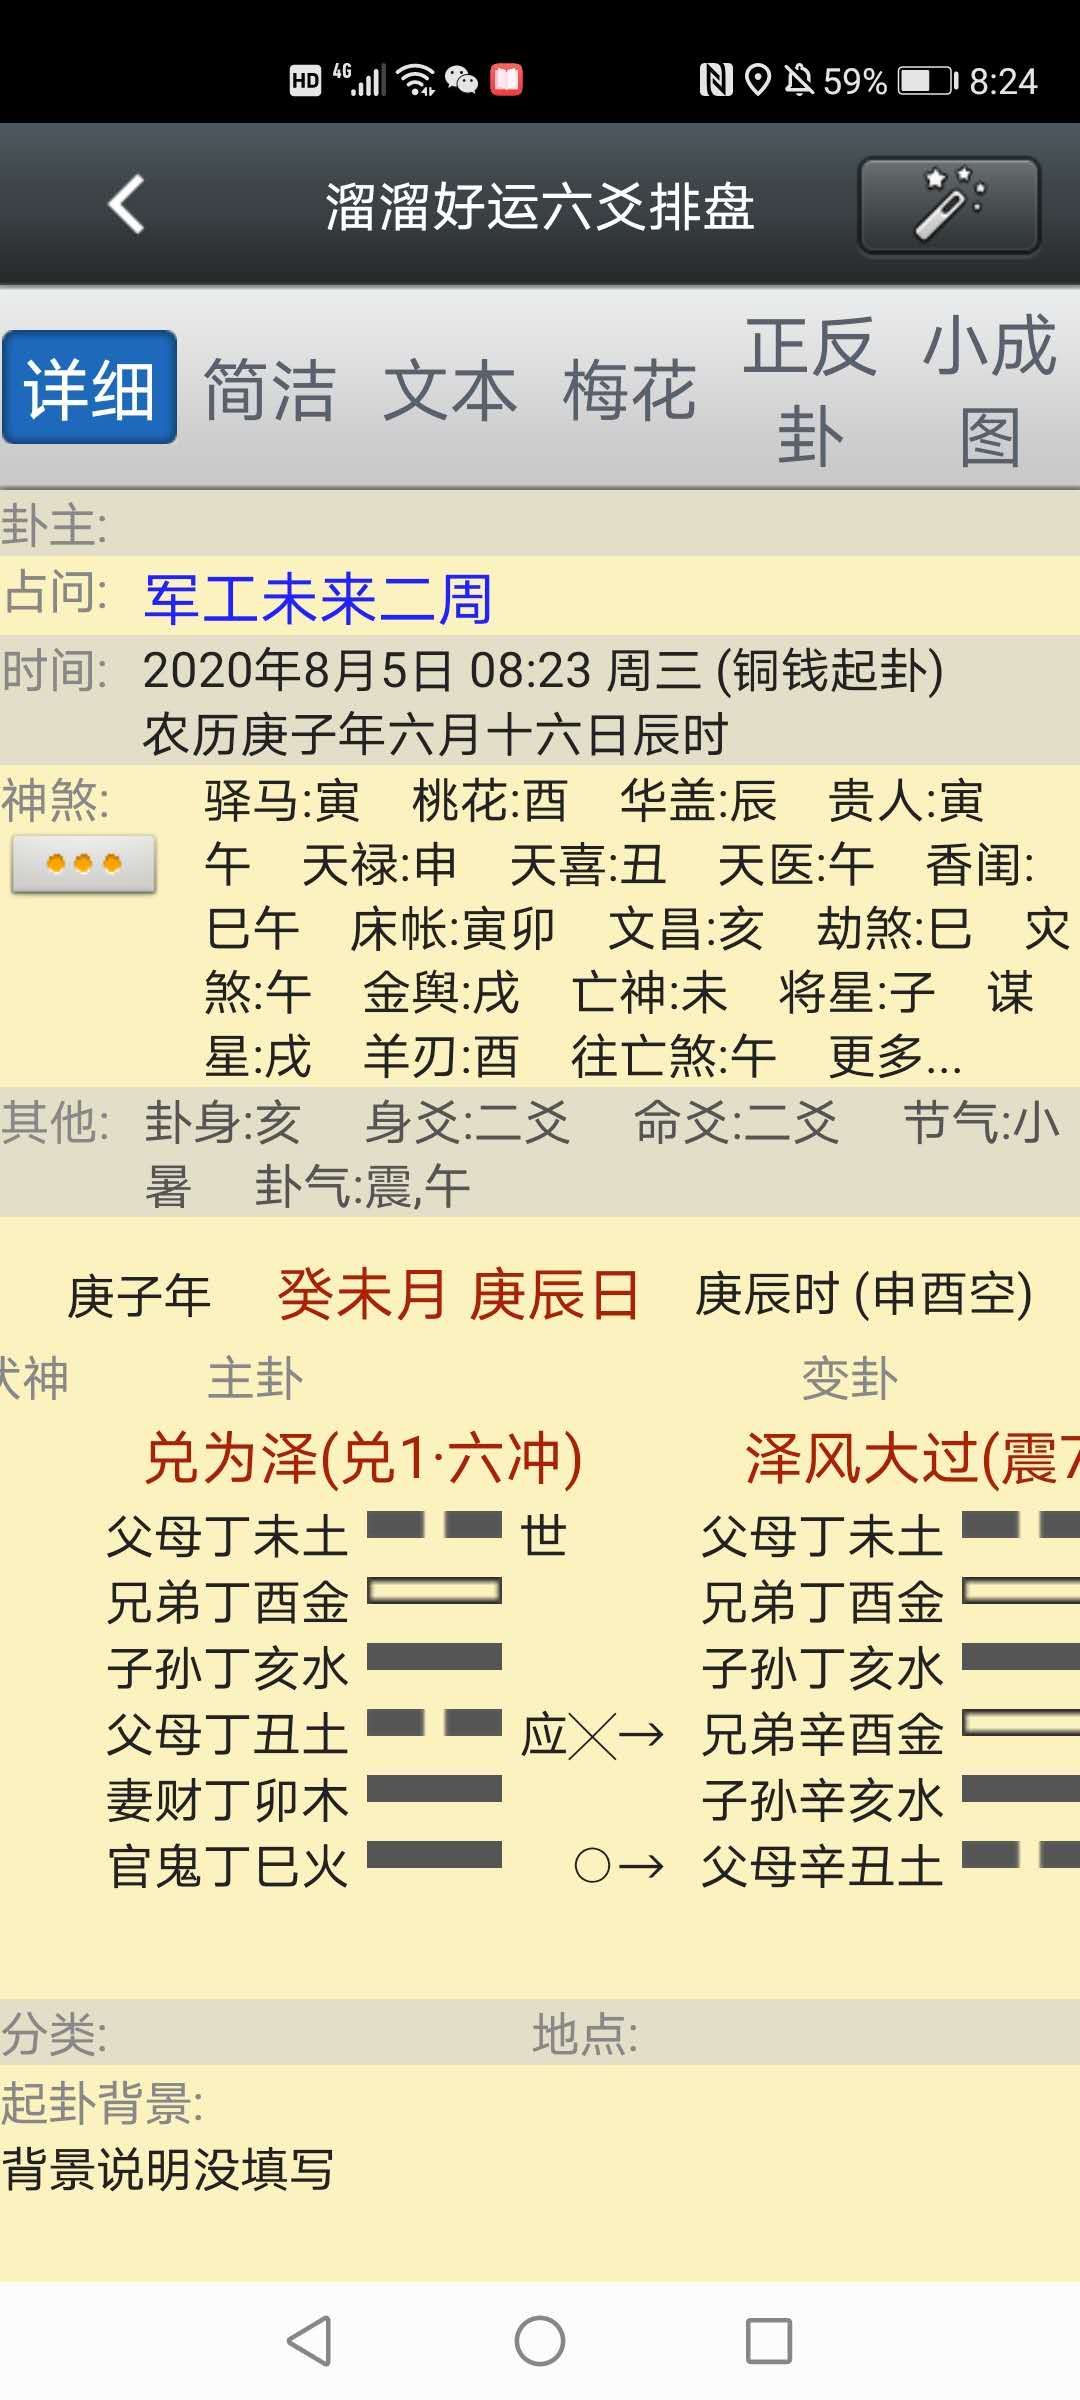 HD 4G 59% 8:24
溜溜好运六爻排盘
详细 简洁 文本 梅花 正反卦 小成图
卦主:
占问: 军工未来二周
时间: 2020年8月5日 08:23 周三 (铜钱起卦)
农历庚子年六月十六日辰时
神煞: 驿马:寅 桃花:酉 华盖:辰 贵人:寅
午 天禄:申 天喜:丑 天医:午 香闺:
巳午 床帐:寅卯 文昌:亥 劫煞:巳 灾
煞:午 金舆:戌 亡神:未 将星:子 谋
星:戌 羊刃:酉 往亡煞:午 更多...
其他: 卦身:亥 身爻:二爻 命爻:二爻 节气:小
暑 卦气:震,午
庚子年 癸未月 庚辰日 庚辰时 (申酉空)
伏神 主卦 变卦
兑为泽(兑1·六冲) 泽风大过(震7
父母丁未土 世 父母丁未土
兄弟丁酉金 兄弟丁酉金
子孙丁亥水 子孙丁亥水
父母丁丑土 应╳→ 兄弟辛酉金
妻财丁卯木 子孙辛亥水
官鬼丁巳火 ○→ 父母辛丑土
分类: 地点:
起卦背景:
背景说明没填写